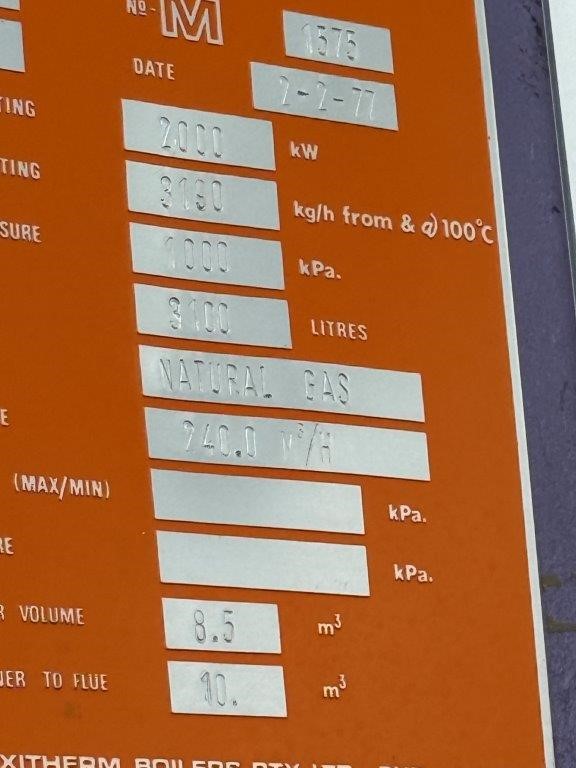 No- M 1575
DATE 2-2-77
TING 2000 kW
TING 3190 kg/h from & a) 100°C
SURE 1000 kPa.
3100 LITRES
NATURAL GAS
E 240.0 M³/H
(MAX/MIN) kPa.
RE kPa.
R VOLUME 8.5 m³
NER TO FLUE 10. m³
XITHERM BOILERS PTY LTD